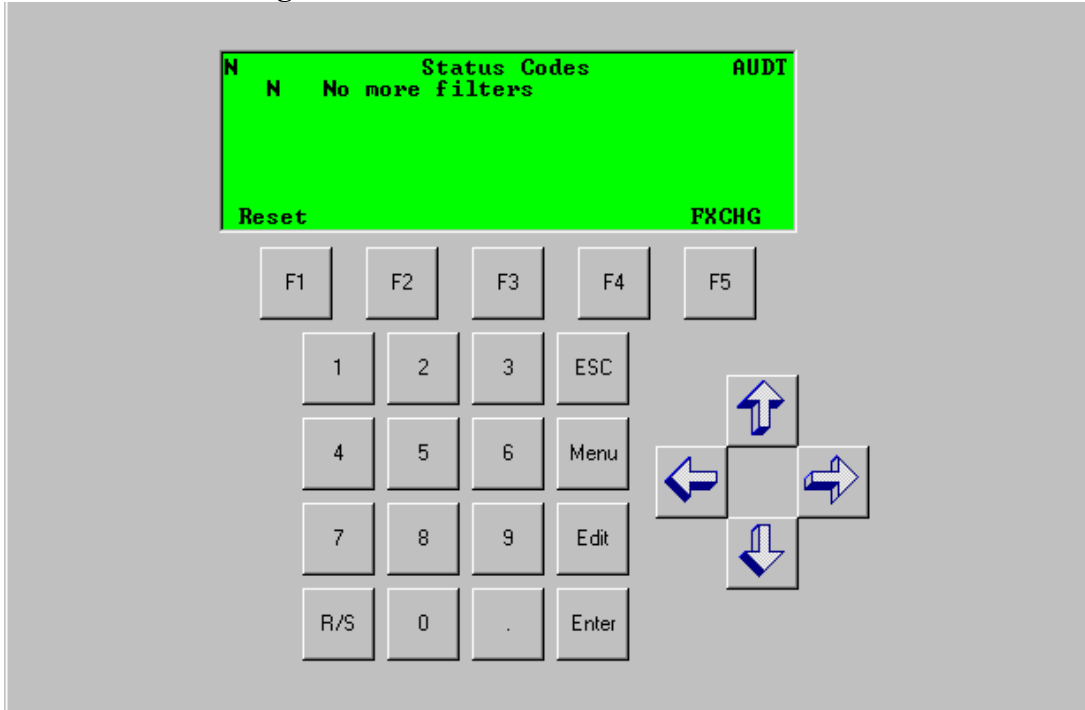 N Status Codes AUDT
N No more filters
Reset FXCHG
F1 F2 F3 F4 F5
1 2 3 ESC
4 5 6 Menu
7 8 9 Edit
R/S 0 . Enter